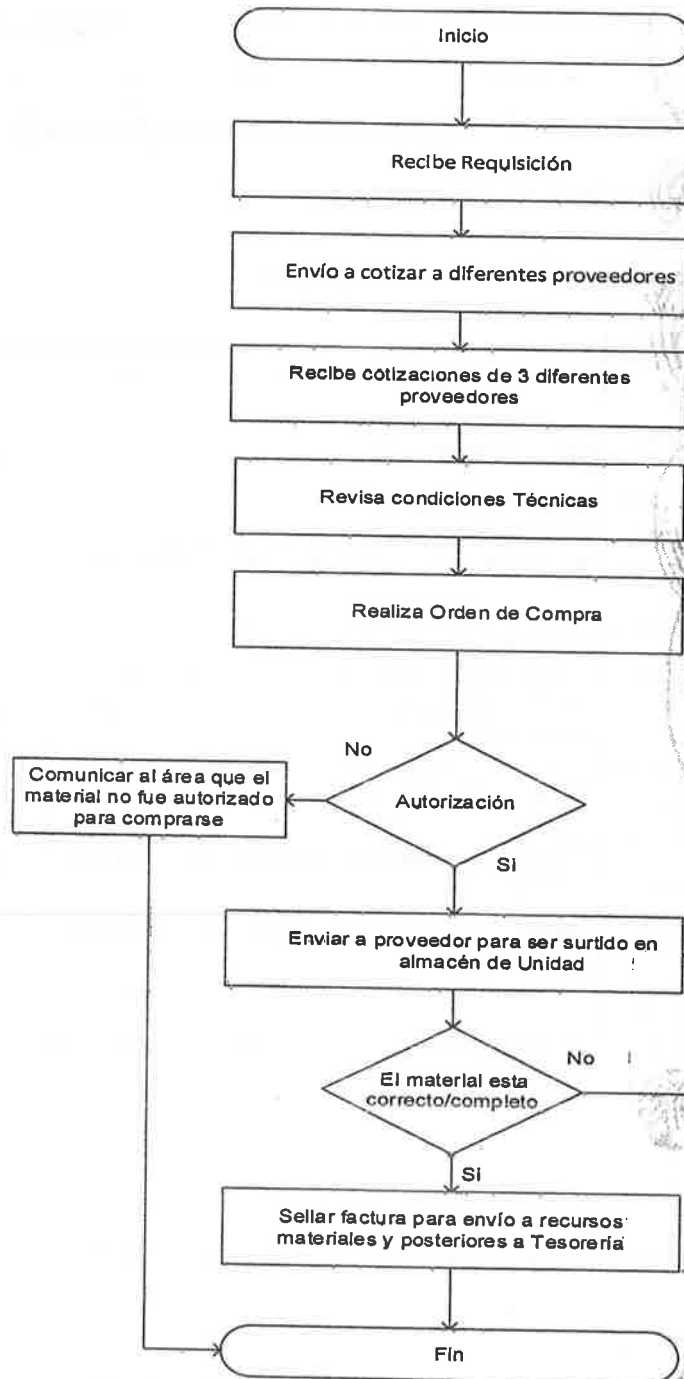 Inicio
Recibe Requisición
Envío a cotizar a diferentes proveedores
Recibe cotizaciones de 3 diferentes
proveedores
Revisa condiciones Técnicas
Realiza Orden de Compra
No
Comunicar al área que el
material no fue autorizado
para comprarse
Autorización
Si
Enviar a proveedor para ser surtido en
almacén de Unidad
No
El material esta
correcto/completo
Si
Sellar factura para envío a recursos
materiales y posteriores a Tesorería
Fin